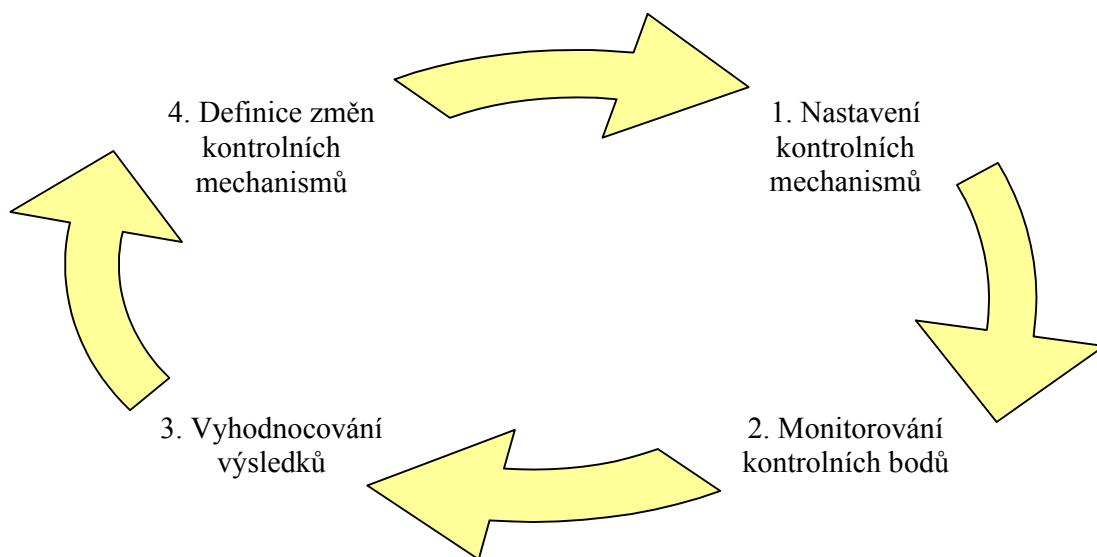 4. Definice změn
kontrolních
mechanismů
1. Nastavení
kontrolních
mechanismů
3. Vyhodnocování
výsledků
2. Monitorování
kontrolních bodů